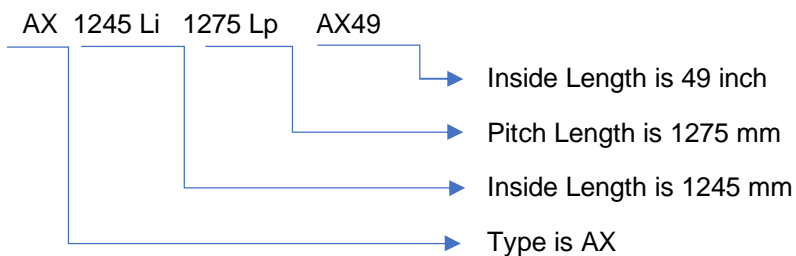 AX 1245 Li 1275 Lp AX49
Inside Length is 49 inch
Pitch Length is 1275 mm
Inside Length is 1245 mm
Type is AX